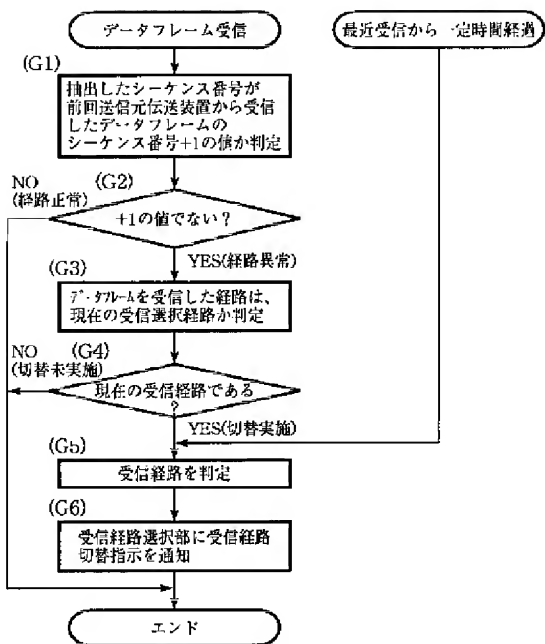 データフレーム受信
最近受信から一定時間経過
(G1)
抽出したシーケンス番号が
前回送信元伝送装置から受信
したデータフレームの
シーケンス番号+1の値か判定
NO
(経路正常)
(G2)
+1の値でない?
YES(経路異常)
(G3)
データフレームを受信した経路は、
現在の受信選択経路か判定
NO
(切替未実施)
(G4)
現在の受信経路である
?
YES(切替実施)
(G5)
受信経路を判定
(G6)
受信経路選択部に受信経路
切替指示を通知
エンド